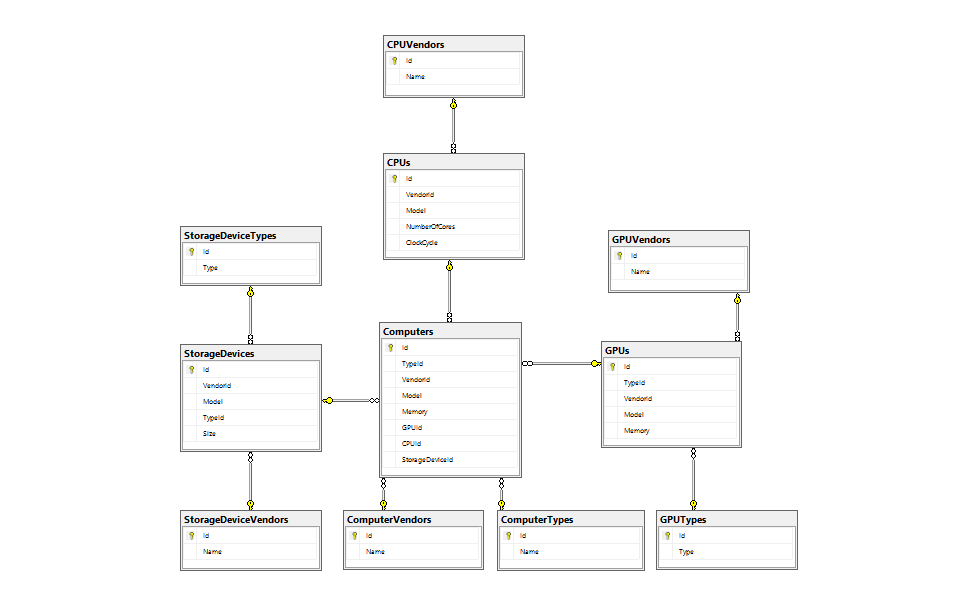 CPUVendors
Id
Name
CPUs
Id
VendorId
Model
NumberOfCores
ClockCycle
StorageDeviceTypes
Id
Type
GPUVendors
Id
Name
Computers
Id
TypeId
VendorId
Model
Memory
GPUId
CPUId
StorageDeviceId
StorageDevices
Id
VendorId
Model
TypeId
Size
GPUs
Id
TypeId
VendorId
Model
Memory
StorageDeviceVendors
Id
Name
ComputerVendors
Id
Name
ComputerTypes
Id
Name
GPUTypes
Id
Type